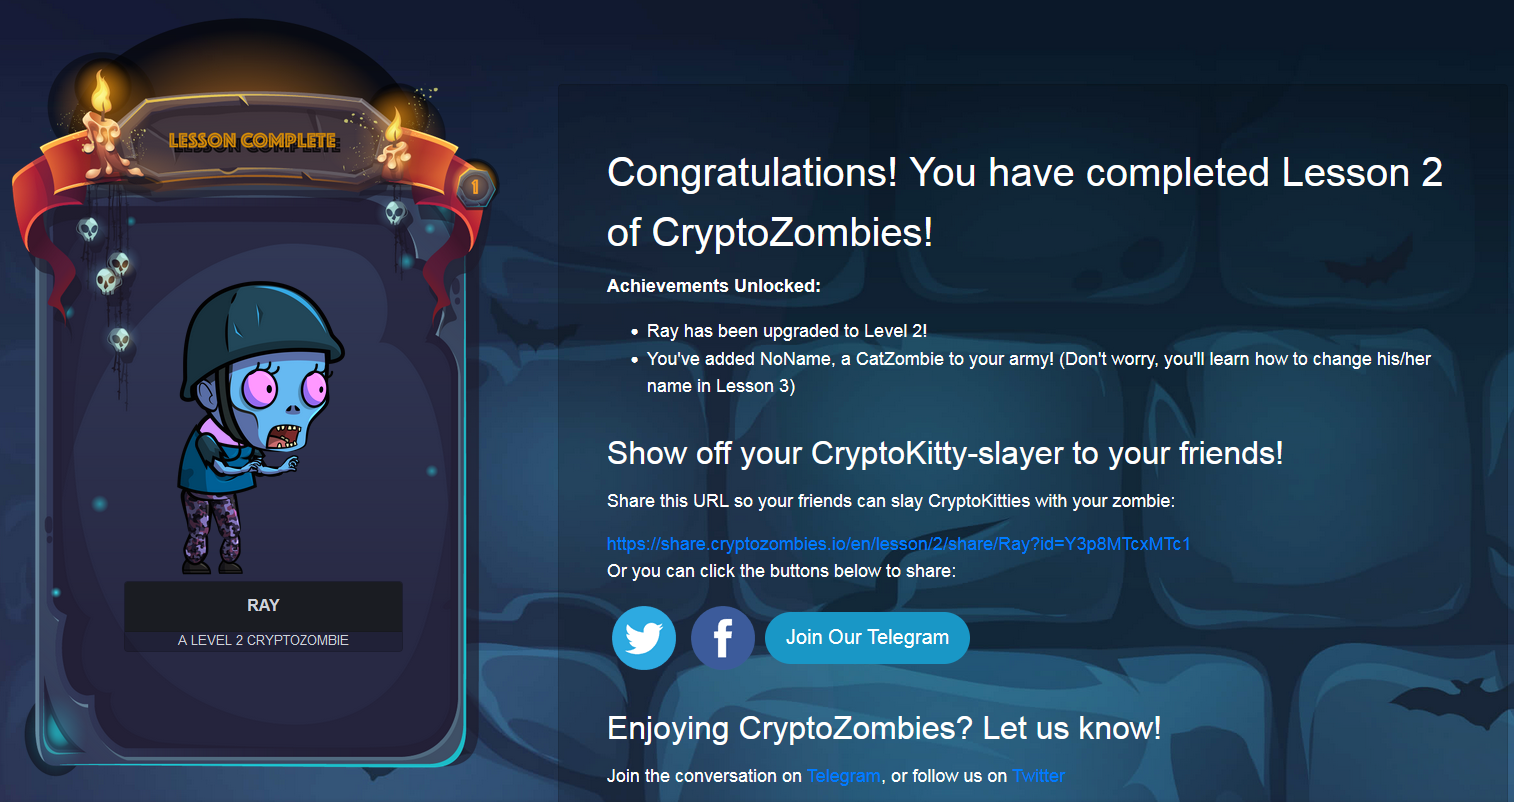 LESSON COMPLETE
1
RAY
A LEVEL 2 CRYPTOZOMBIE
Congratulations! You have completed Lesson 2
of CryptoZombies!
Achievements Unlocked:
• Ray has been upgraded to Level 2!
• You've added NoName, a CatZombie to your army! (Don't worry, you'll learn how to change his/her
name in Lesson 3)
Show off your CryptoKitty-slayer to your friends!
Share this URL so your friends can slay CryptoKitties with your zombie:
https://share.cryptozombies.io/en/lesson/2/share/Ray?id=Y3p8MTcxMTc1
Or you can click the buttons below to share:
Join Our Telegram
Enjoying CryptoZombies? Let us know!
Join the conversation on Telegram, or follow us on Twitter